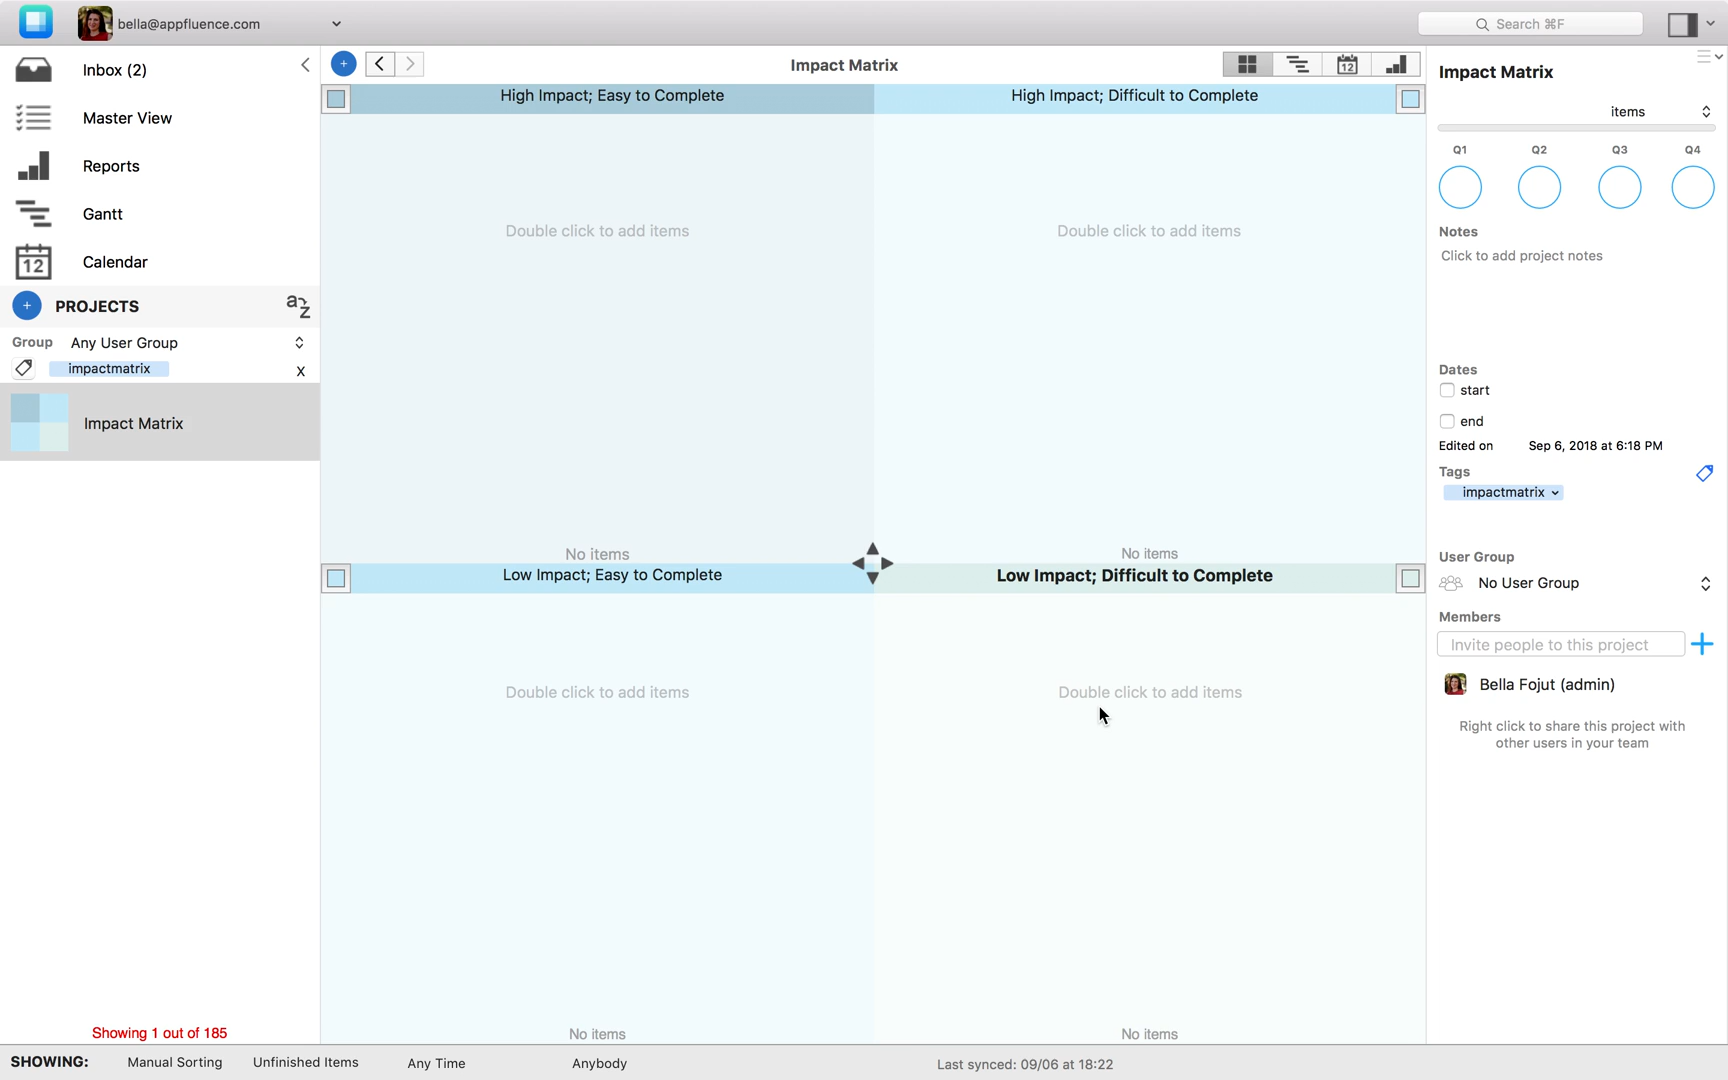 bella@appfluence.com
Search ⌘F
Inbox (2)
Master View
Reports
Gantt
12
Calendar
+ PROJECTS
a
z
Group Any User Group
impactmatrix x
Impact Matrix
Showing 1 out of 185
+
Impact Matrix
12
High Impact; Easy to Complete
High Impact; Difficult to Complete
Double click to add items
Double click to add items
No items
No items
Low Impact; Easy to Complete
Low Impact; Difficult to Complete
Double click to add items
Double click to add items
No items
No items
Impact Matrix
items
Q1 Q2 Q3 Q4
Notes
Click to add project notes
Dates
start
end
Edited on Sep 6, 2018 at 6:18 PM
Tags
impactmatrix
User Group
No User Group
Members
Invite people to this project
Bella Fojut (admin)
Right click to share this project with
other users in your team
SHOWING: Manual Sorting Unfinished Items Any Time Anybody Last synced: 09/06 at 18:22